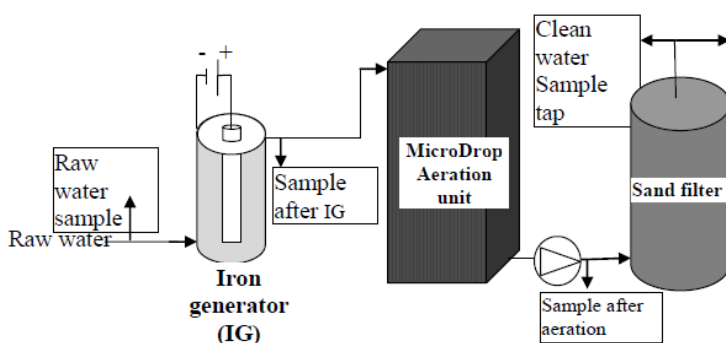 - +
Raw
water
sample
Raw water
Iron
generator
(IG)
Sample
after IG
MicroDrop
Aeration
unit
Sample after
aeration
Clean
water
Sample
tap
Sand filter